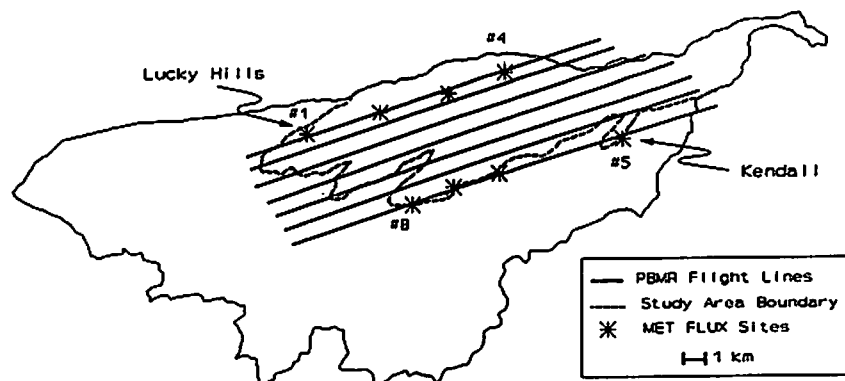 #4
Lucky Hills
#1
#5
Kendall
#8
PBMR Flight Lines
Study Area Boundary
MET FLUX Sites
1 km